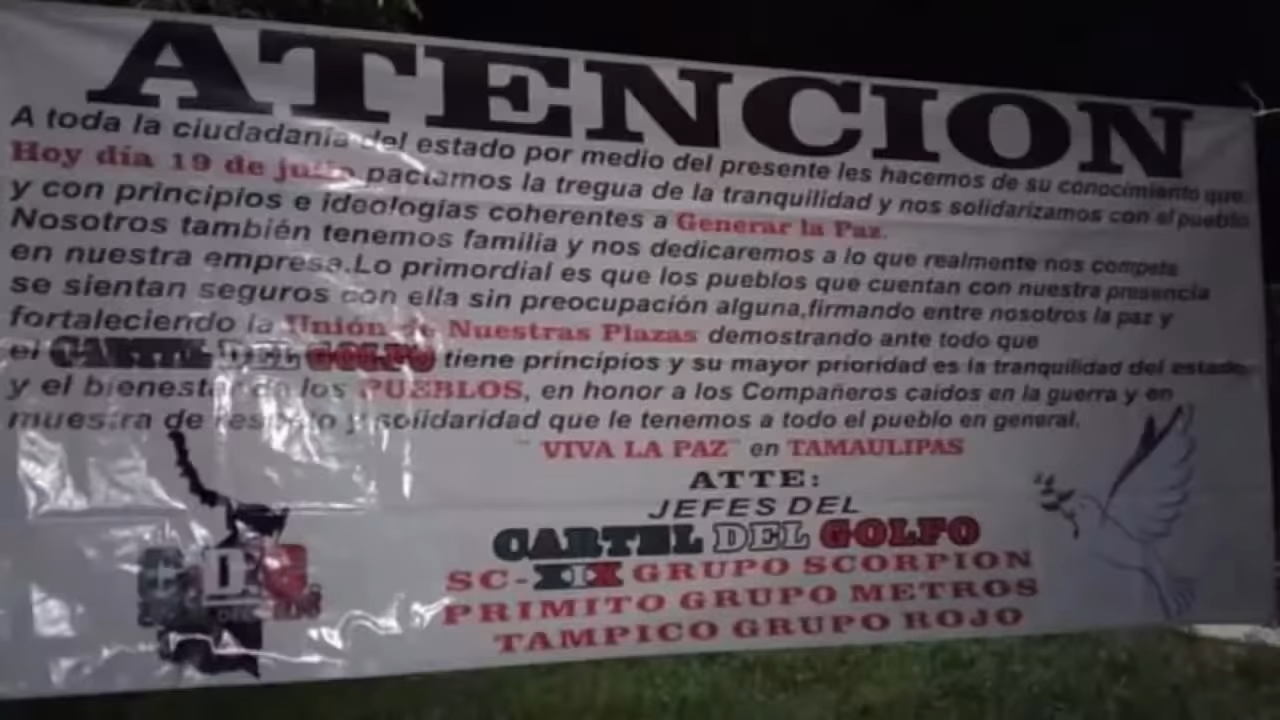 ATENCION
A toda la ciudadania del estado por medio del presente les hacemos de su conocimiento que.
Hoy día 19 de julio pactamos la tregua de la tranquilidad y nos solidarizamos con el pueblo
y con principios e ideologías coherentes a Generar la Paz.
Nosotros también tenemos familia y nos dedicaremos a lo que realmente nos compete
en nuestra empresa.Lo primordial es que los pueblos que cuentan con nuestra presencia
se sientan seguros con ella sin preocupación alguna,firmando entre nosotros la paz y
fortaleciendo la Unión de Nuestras Plazas demostrando ante todo que
el CARTEL DEL GOLFO tiene principios y su mayor prioridad es la tranquilidad del estado
y el bienestar de los PUEBLOS, en honor a los Compañeros caidos en la guerra y en
muestra de respeto y solidaridad que le tenemos a todo el pueblo en general.
"VIVA LA PAZ" en TAMAULIPAS
ATTE:
JEFES DEL
CARTEL DEL GOLFO
SC-XIX GRUPO SCORPION
PRIMITO GRUPO METROS
TAMPICO GRUPO ROJO